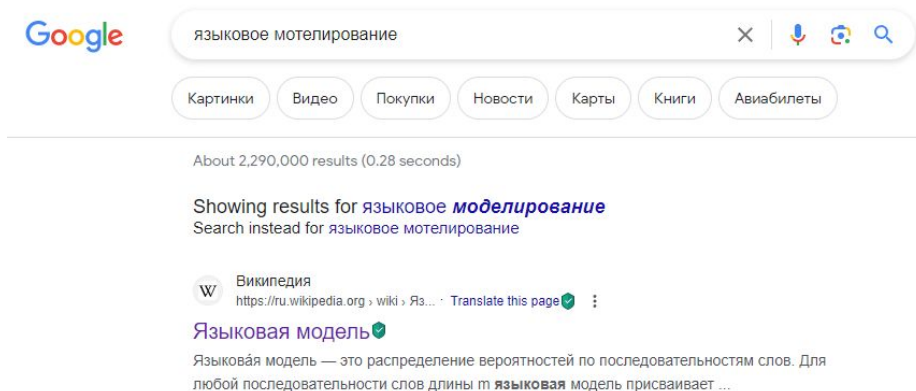 Google
языковое мотелирование
Картинки Видео Покупки Новости Карты Книги Авиабилеты
About 2,290,000 results (0.28 seconds)
Showing results for языковое моделирование
Search instead for языковое мотелирование
W
Википедия
https://ru.wikipedia.org › wiki › Яз... · Translate this page
Языковая модель
Языкова́я модель — это распределение вероятностей по последовательностям слов. Для
любой последовательности слов длины m языковая модель присваивает ...